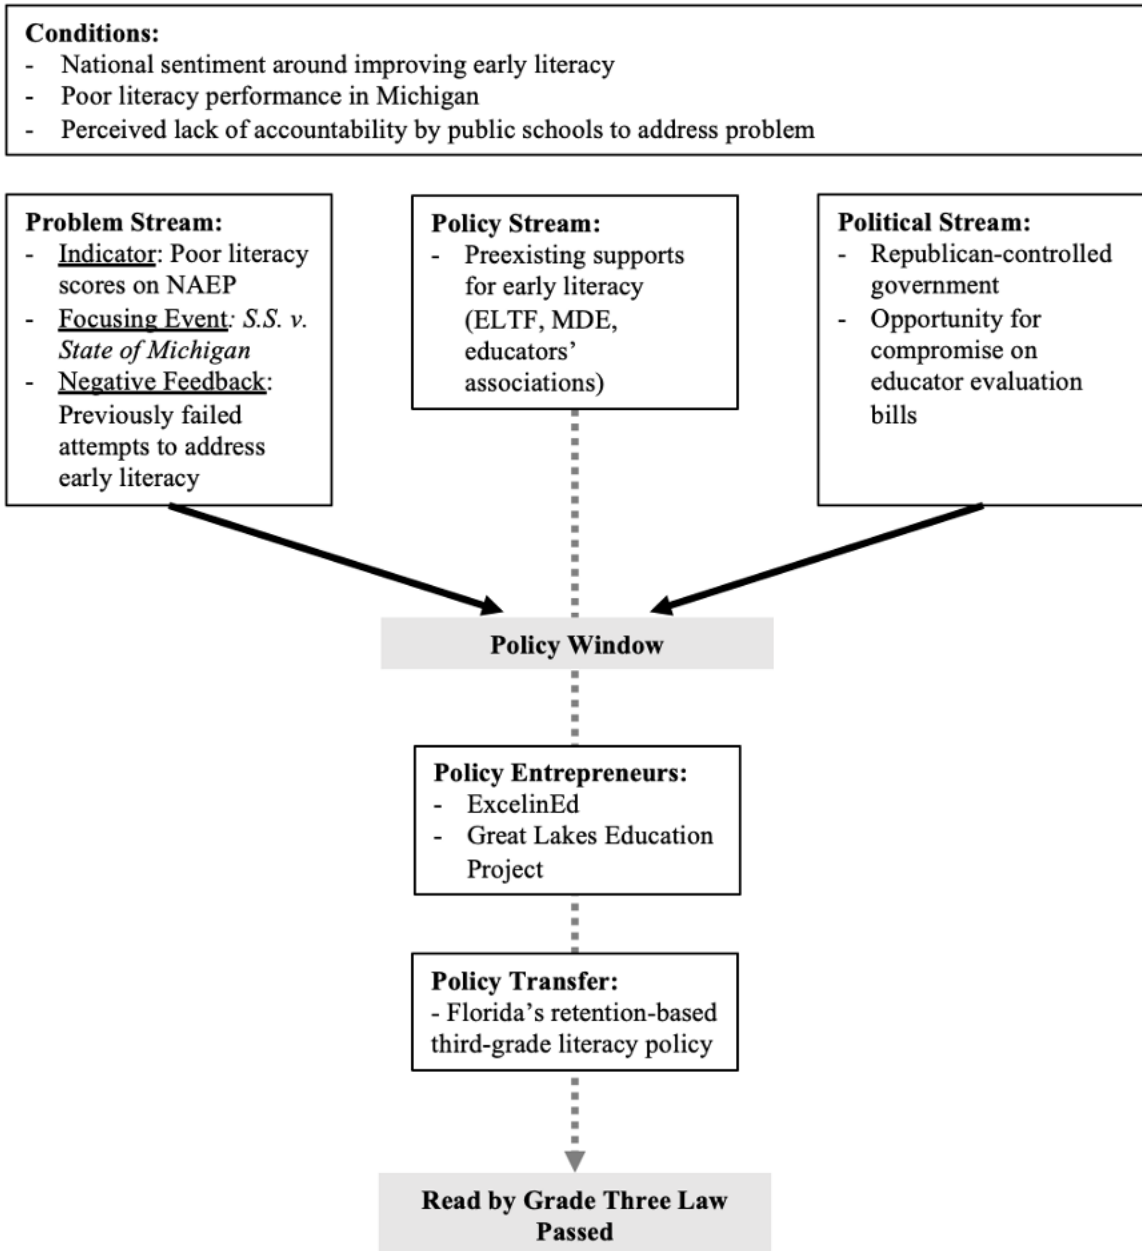 Conditions:
- National sentiment around improving early literacy
- Poor literacy performance in Michigan
- Perceived lack of accountability by public schools to address problem
Problem Stream:
- Indicator: Poor literacy
scores on NAEP
- Focusing Event: S.S. v.
State of Michigan
- Negative Feedback:
Previously failed
attempts to address
early literacy
Policy Stream:
- Preexisting supports
for early literacy
(ELTF, MDE,
educators’
associations)
Political Stream:
- Republican-controlled
government
- Opportunity for
compromise on
educator evaluation
bills
Policy Window
Policy Entrepreneurs:
- ExcelinEd
- Great Lakes Education
Project
Policy Transfer:
- Florida’s retention-based
third-grade literacy policy
Read by Grade Three Law
Passed